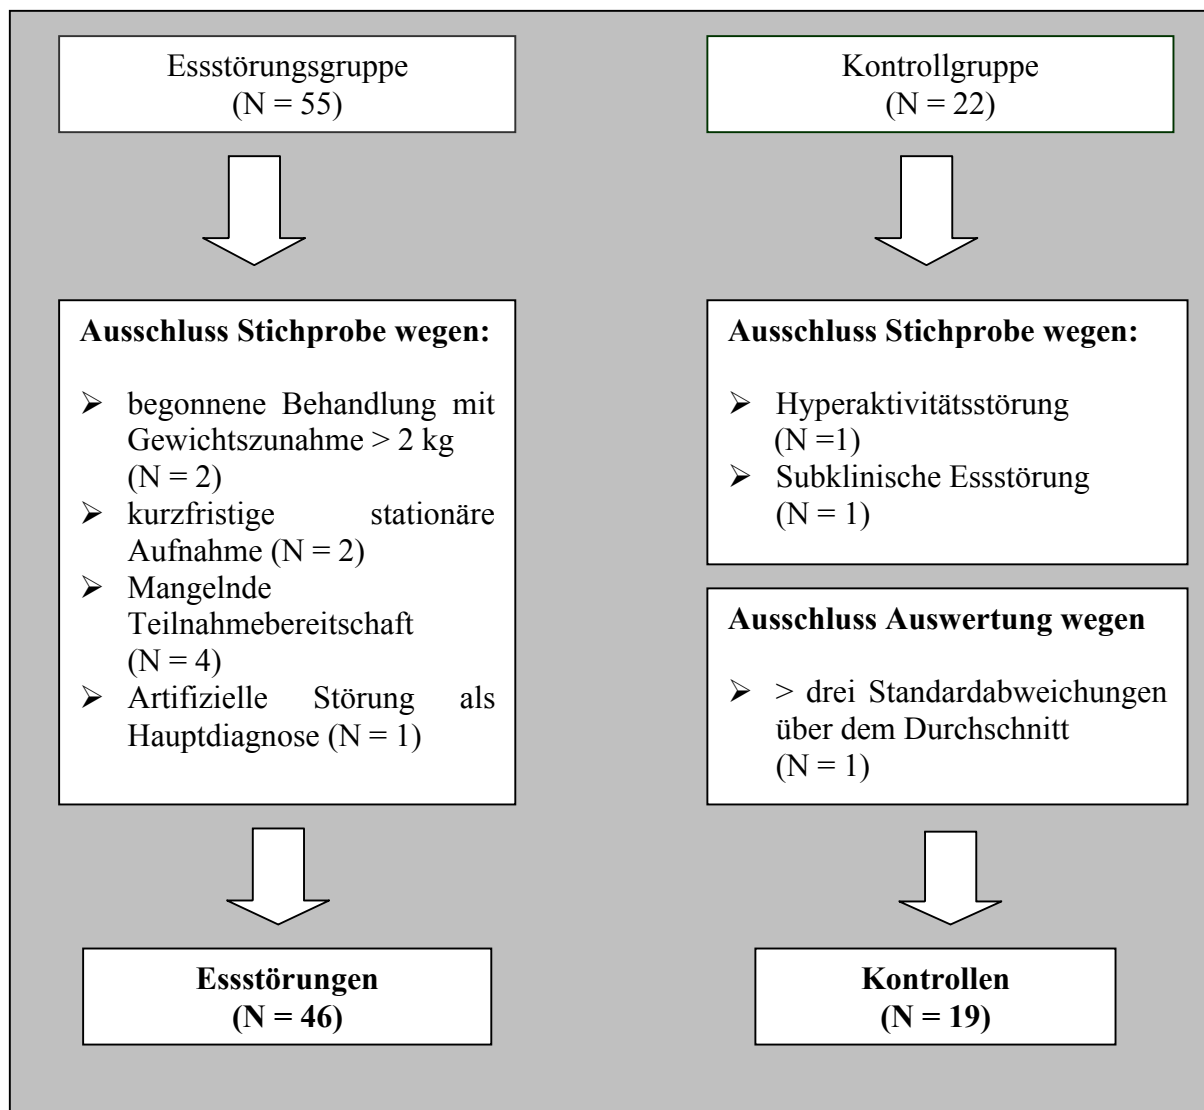 Essstörungsgruppe
(N = 55)
Ausschluss Stichprobe wegen:
➢ begonnene Behandlung mit
Gewichtszunahme > 2 kg
(N = 2)
➢ kurzfristige stationäre
Aufnahme (N = 2)
➢ Mangelnde
Teilnahmebereitschaft
(N = 4)
➢ Artifizielle Störung als
Hauptdiagnose (N = 1)
Essstörungen
(N = 46)
Kontrollgruppe
(N = 22)
Ausschluss Stichprobe wegen:
➢ Hyperaktivitätsstörung
(N =1)
➢ Subklinische Essstörung
(N = 1)
Ausschluss Auswertung wegen
➢ > drei Standardabweichungen
über dem Durchschnitt
(N = 1)
Kontrollen
(N = 19)